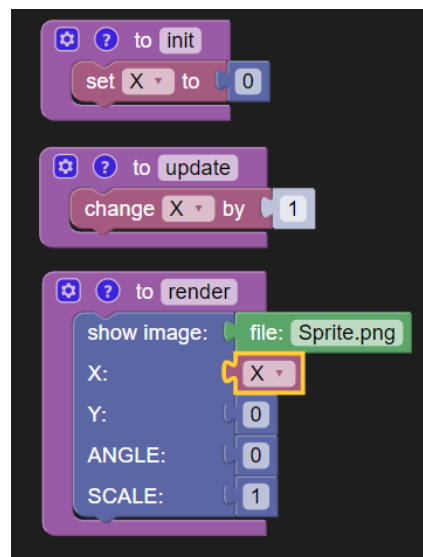 ? to init
set X to 0
? to update
change X by 1
? to render
show image: file: Sprite.png
X: X
Y: 0
ANGLE: 0
SCALE: 1